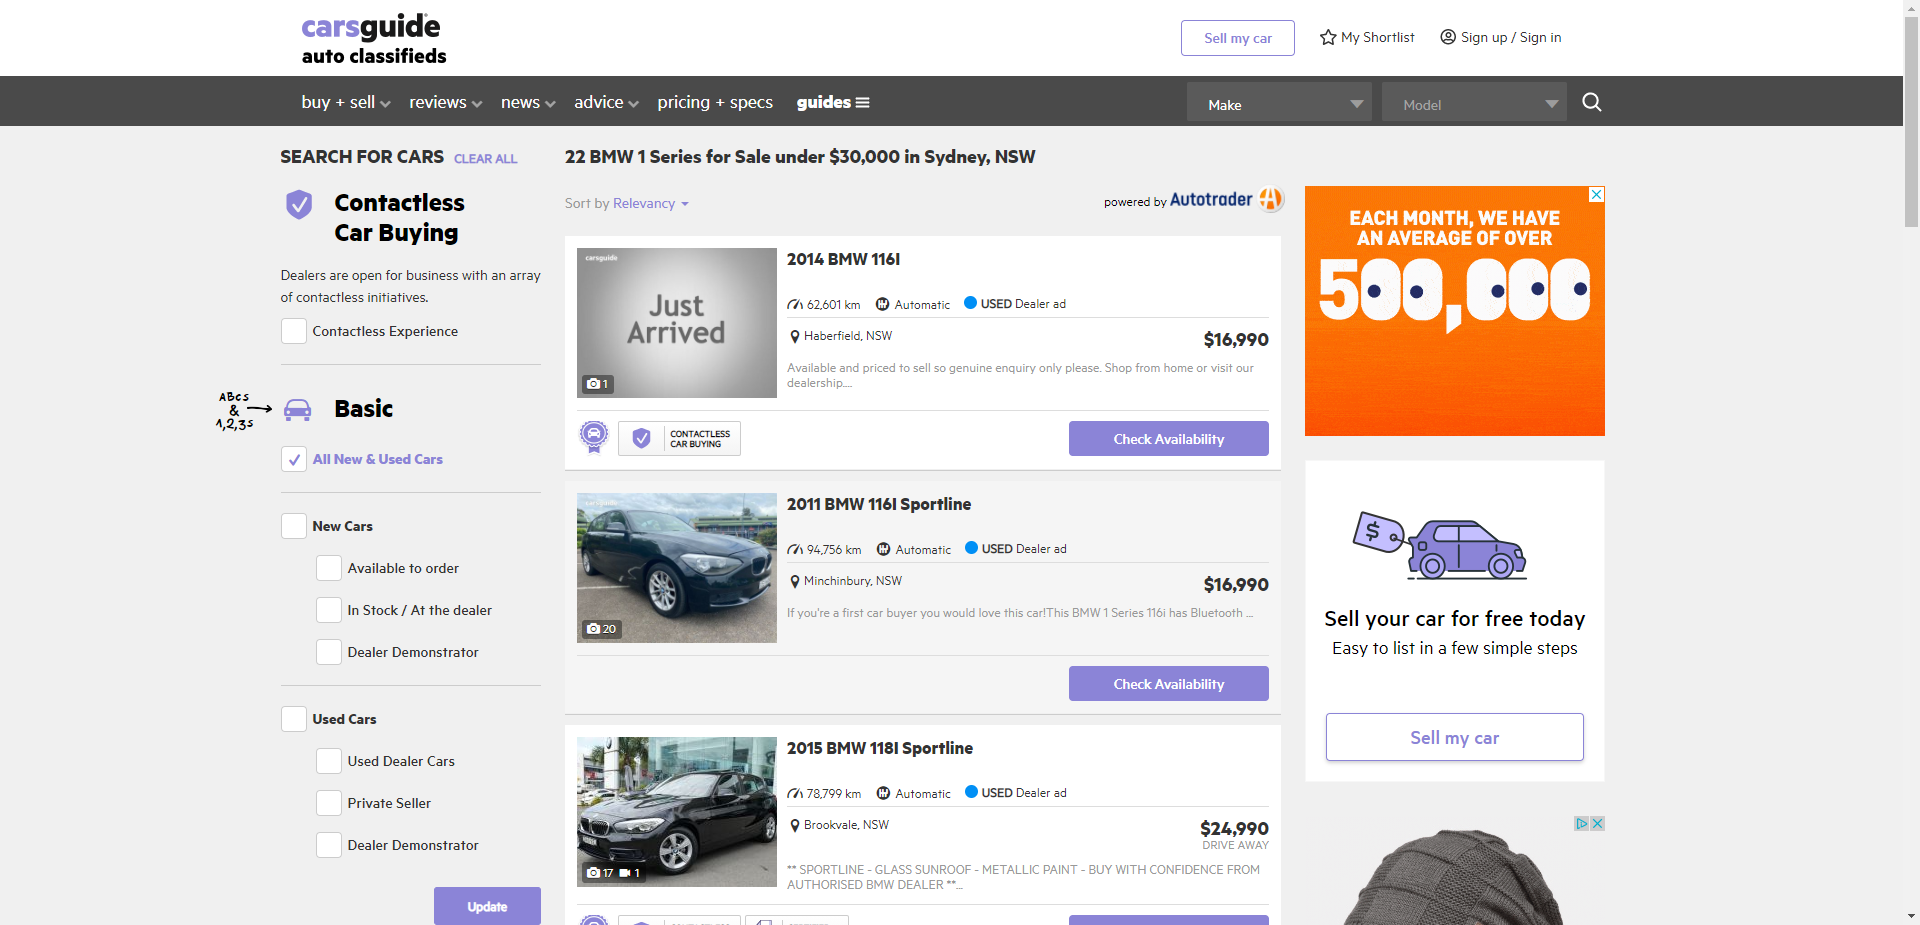 carsguide
auto classifieds
Sell my car
My Shortlist
Sign up / Sign in
buy + sell
reviews
news
advice
pricing + specs
guides
Make
Model
SEARCH FOR CARS
CLEAR ALL
Contactless
Car Buying
Dealers are open for business with an array
of contactless initiatives.
Contactless Experience
ABCs
&
1,2,3s
Basic
All New & Used Cars
New Cars
Available to order
In Stock / At the dealer
Dealer Demonstrator
Used Cars
Used Dealer Cars
Private Seller
Dealer Demonstrator
Update
22 BMW 1 Series for Sale under $30,000 in Sydney, NSW
Sort by Relevancy
powered by Autotrader
carsguide
Just
Arrived
1
2014 BMW 116I
62,601 km
Automatic
USED Dealer ad
Haberfield, NSW
$16,990
Available and priced to sell so genuine enquiry only please. Shop from home or visit our
dealership....
CONTACTLESS
CAR BUYING
Check Availability
20
2011 BMW 116I Sportline
94,756 km
Automatic
USED Dealer ad
Minchinbury, NSW
$16,990
If you're a first car buyer you would love this car!This BMW 1 Series 116i has Bluetooth ...
Check Availability
17
1
2015 BMW 118I Sportline
78,799 km
Automatic
USED Dealer ad
Brookvale, NSW
$24,990
DRIVE AWAY
** SPORTLINE - GLASS SUNROOF - METALLIC PAINT - BUY WITH CONFIDENCE FROM
AUTHORISED BMW DEALER **...
EACH MONTH, WE HAVE
AN AVERAGE OF OVER
500,000
$
Sell your car for free today
Easy to list in a few simple steps
Sell my car